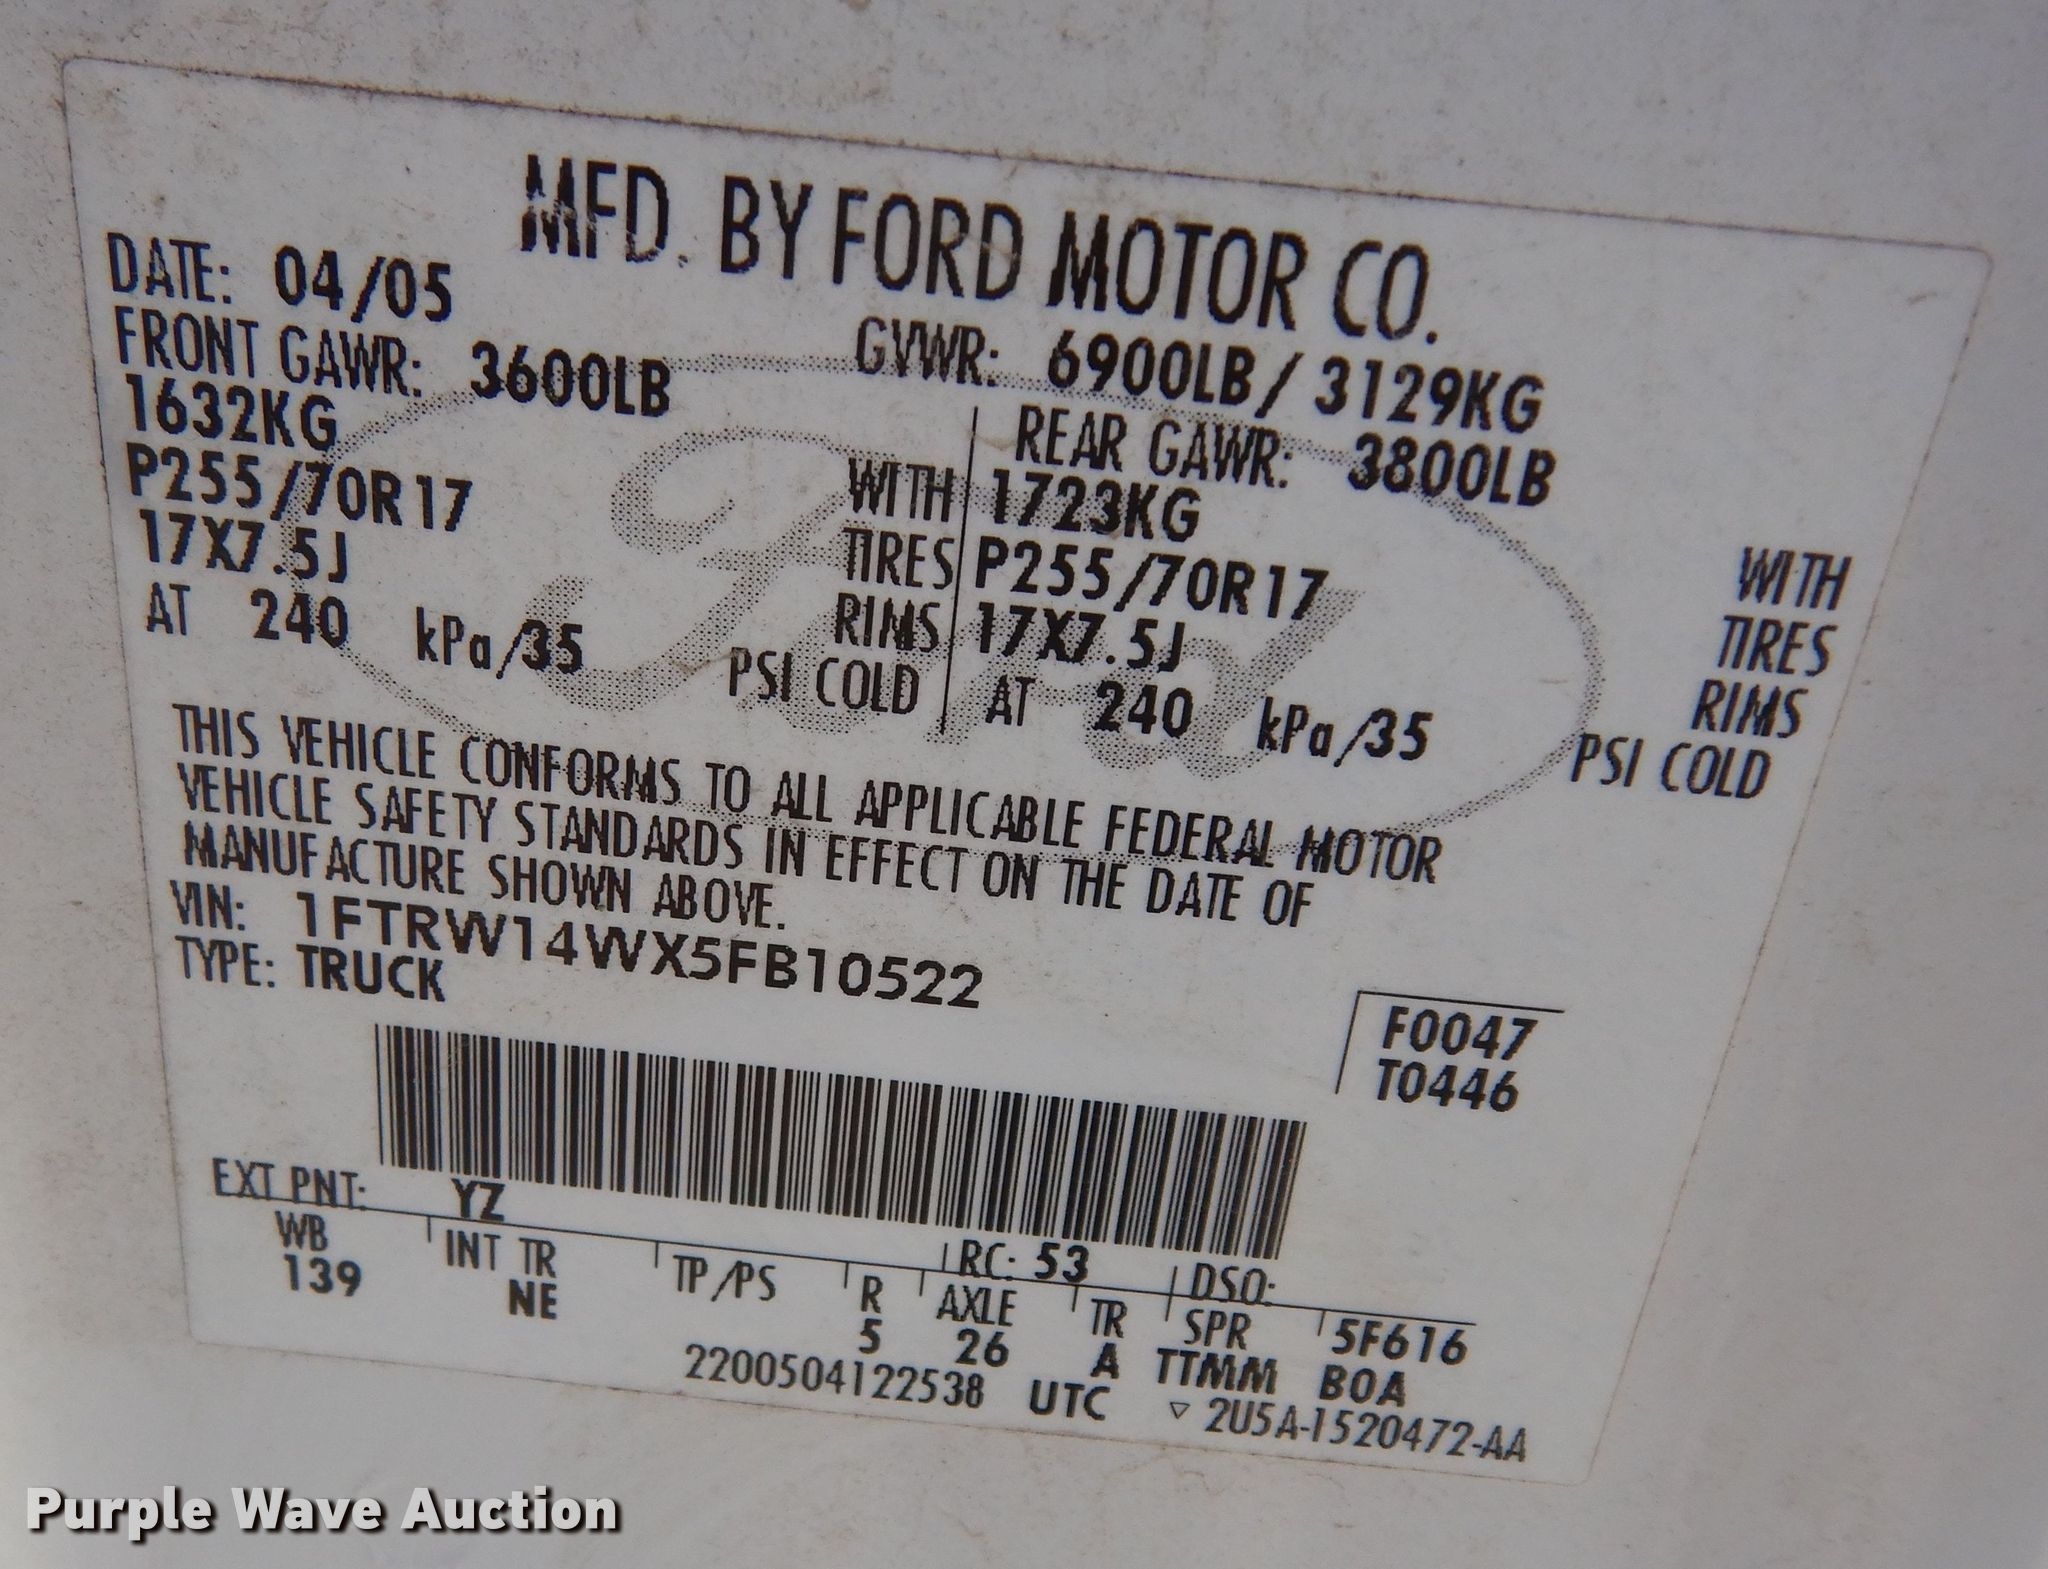 MFD. BY FORD MOTOR CO.
DATE: 04/05
GVWR: 6900LB/ 3129KG
FRONT GAWR: 3600LB
1632KG WITH
P255/70R17 TIRES
17X7.5J RIMS
AT 240 kPa/35 PSI COLD
REAR GAWR: 3800LB
1723KG WITH
P255/70R17 TIRES
17X7.5J RIMS
AT 240 kPa/35 PSI COLD
Ford
THIS VEHICLE CONFORMS TO ALL APPLICABLE FEDERAL MOTOR
VEHICLE SAFETY STANDARDS IN EFFECT ON THE DATE OF
MANUFACTURE SHOWN ABOVE.
VIN: 1FTRW14WX5FB10522
TYPE: TRUCK
F0047
T0446
EXT PNT: YZ RC: 53 DSO:
WB INT TR TP/PS R AXLE TR SPR 5F616
139 NE 5 26 A TTMM BOA
2200504122538 UTC ▽ 2U5A-1520472-AA
Purple Wave Auction